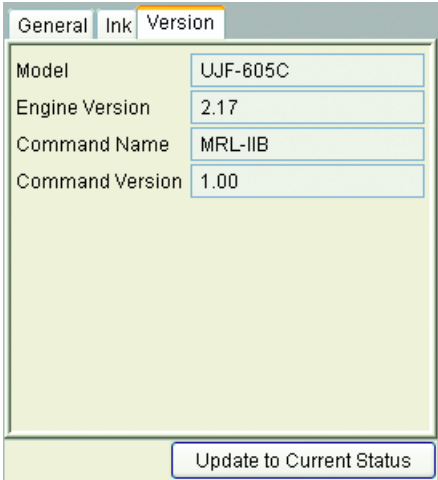 General Ink Version
Model UJF-605C
Engine Version 2.17
Command Name MRL-IIB
Command Version 1.00
Update to Current Status